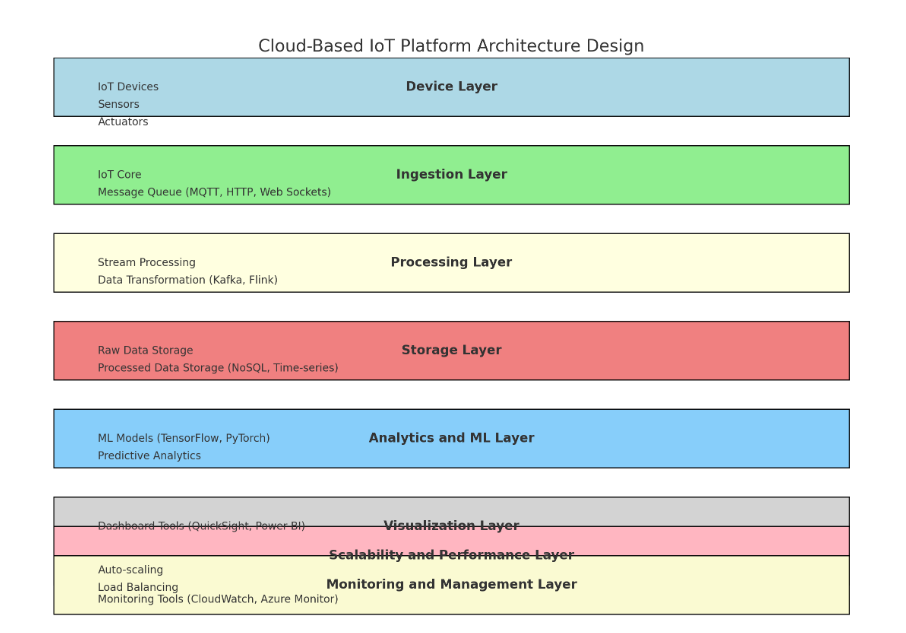 Cloud-Based IoT Platform Architecture Design
Device Layer
IoT Devices
Sensors
Actuators
Ingestion Layer
IoT Core
Message Queue (MQTT, HTTP, Web Sockets)
Processing Layer
Stream Processing
Data Transformation (Kafka, Flink)
Storage Layer
Raw Data Storage
Processed Data Storage (NoSQL, Time-series)
Analytics and ML Layer
ML Models (TensorFlow, PyTorch)
Predictive Analytics
Visualization Layer
Dashboard Tools (QuickSight, Power BI)
Scalability and Performance Layer
Auto-scaling
Load Balancing
Monitoring and Management Layer
Monitoring Tools (CloudWatch, Azure Monitor)